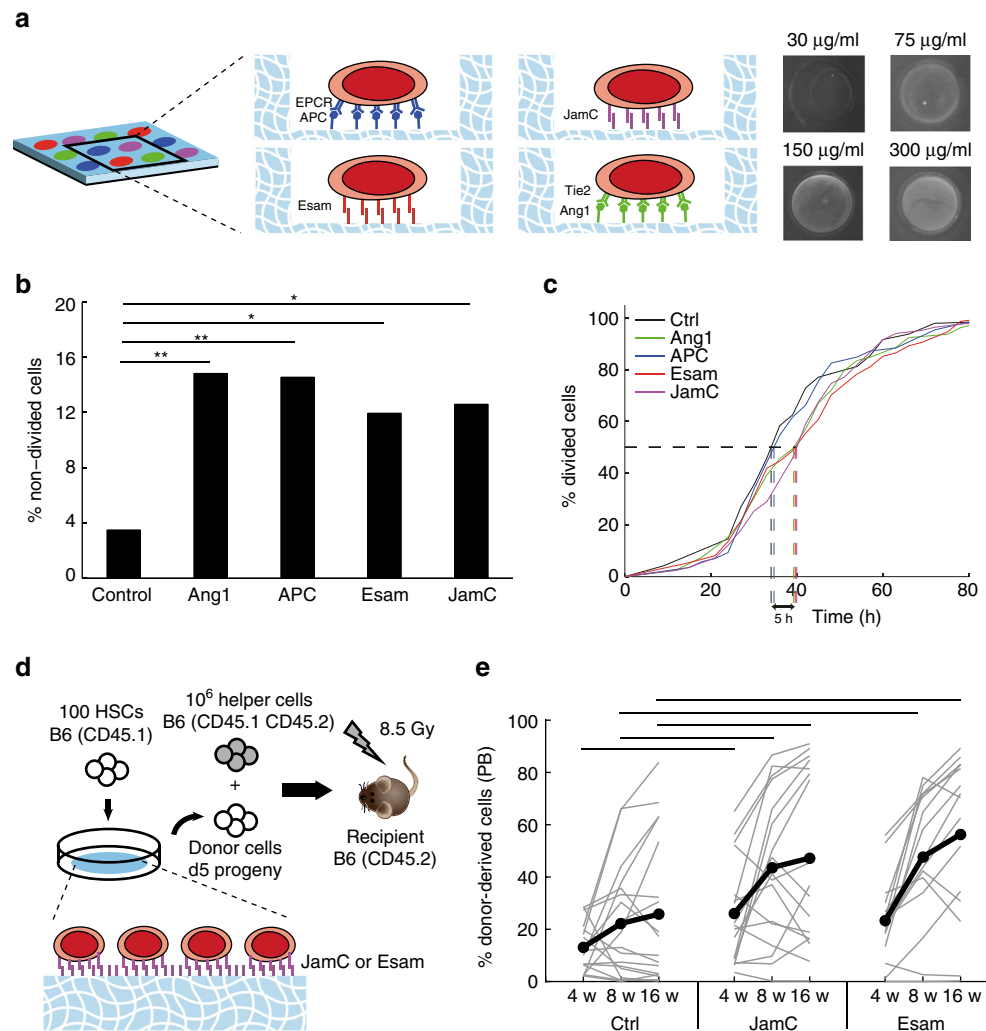 a
30 μg/ml 75 μg/ml
EPCR
APC
JamC
150 μg/ml 300 μg/ml
Esam
Tie2
Ang1
b
% non–divided cells
20
16
12
8
4
0
** ** * *
Control Ang1 APC Esam JamC
c
% divided cells
100
80
60
40
20
0
Ctrl
Ang1
APC
Esam
JamC
0 20 40 60 80
5 h
Time (h)
d
100 HSCs
B6 (CD45.1)
10⁶ helper cells
B6 (CD45.1 CD45.2)
8.5 Gy
+
Donor cells
d5 progeny
Recipient
B6 (CD45.2)
JamC or Esam
e
% donor-derived cells (PB)
100
80
60
40
20
0
4 w 8 w 16 w 4 w 8 w 16 w 4 w 8 w 16 w
Ctrl JamC Esam